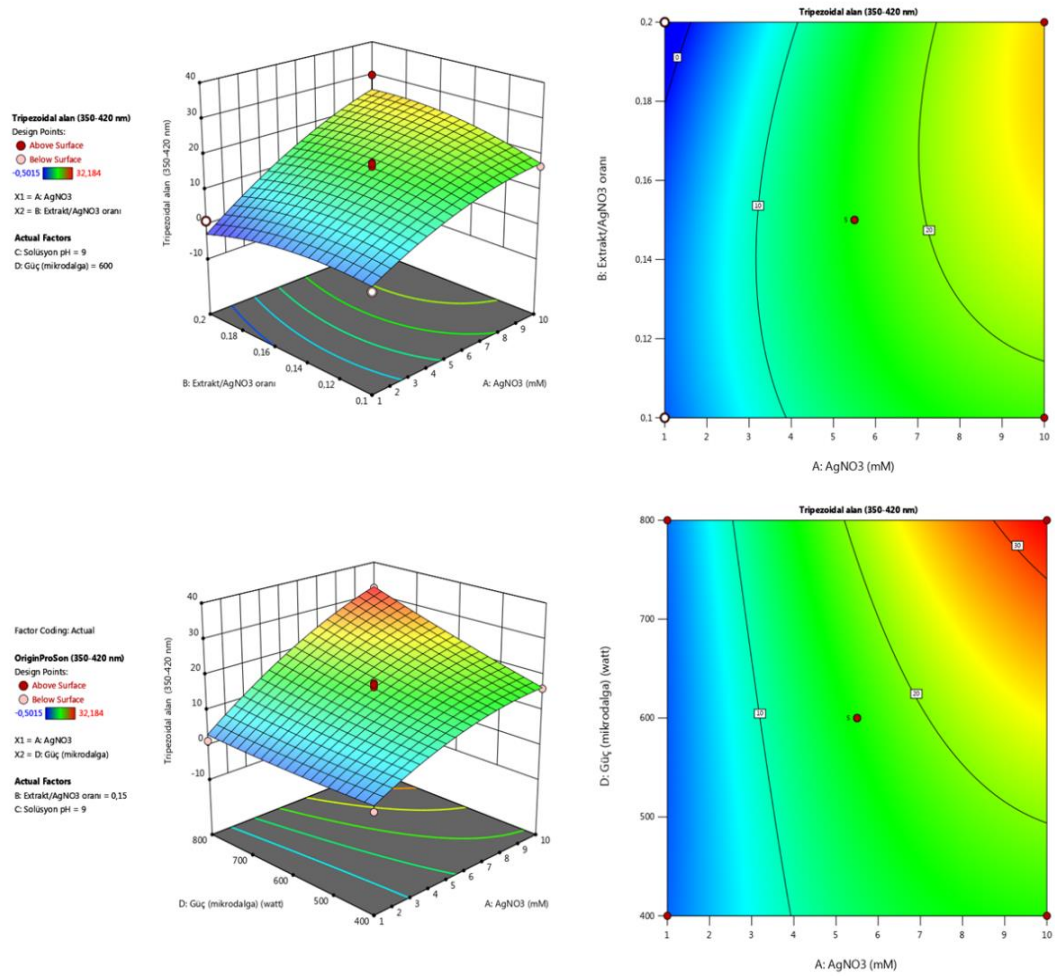 Tripezoidal alan (350-420 nm)
Design Points:
Above Surface
Below Surface
-0,5015 32,184
X1 = A: AgNO3
X2 = B: Extrakt/AgNO3 oranı
Actual Factors
C: Solüsyon pH = 9
D: Güç (mikrodalga) = 600
Tripezoidal alan (350-420 nm)
40
30
20
10
0
-10
0.2
0.18
0.16
0.14
0,12
0.1
B: Extrakt/AgNO3 oranı
1
2
3
4
5
6
7
8
9
10
A: AgNO3 (mM)
Tripezoidal alan (350-420 nm)
B: Extrakt/AgNO3 oranı
0,2
0.18
0.16
0.14
0.12
0.1
0
10
20
5
1 2 3 4 5 6 7 8 9 10
A: AgNO3 (mM)
Factor Coding: Actual
OriginProSon (350-420 nm)
Design Points:
Above Surface
Below Surface
-0,5015 32,184
X1 = A: AgNO3
X2 = D: Güç (mikrodalga)
Actual Factors
B: Extrakt/AgNO3 oranı = 0,15
C: Solüsyon pH = 9
Tripezoidal alan (350-420 nm)
40
30
20
10
0
-10
800
700
600
500
400
D: Güç (mikrodalga) (watt)
1
2
3
4
5
6
7
8
9
10
A: AgNO3 (mM)
Tripezoidal alan (350-420 nm)
D: Güç (mikrodalga) (watt)
800
700
600
500
400
30
10
20
5
1 2 3 4 5 6 7 8 9 10
A: AgNO3 (mM)